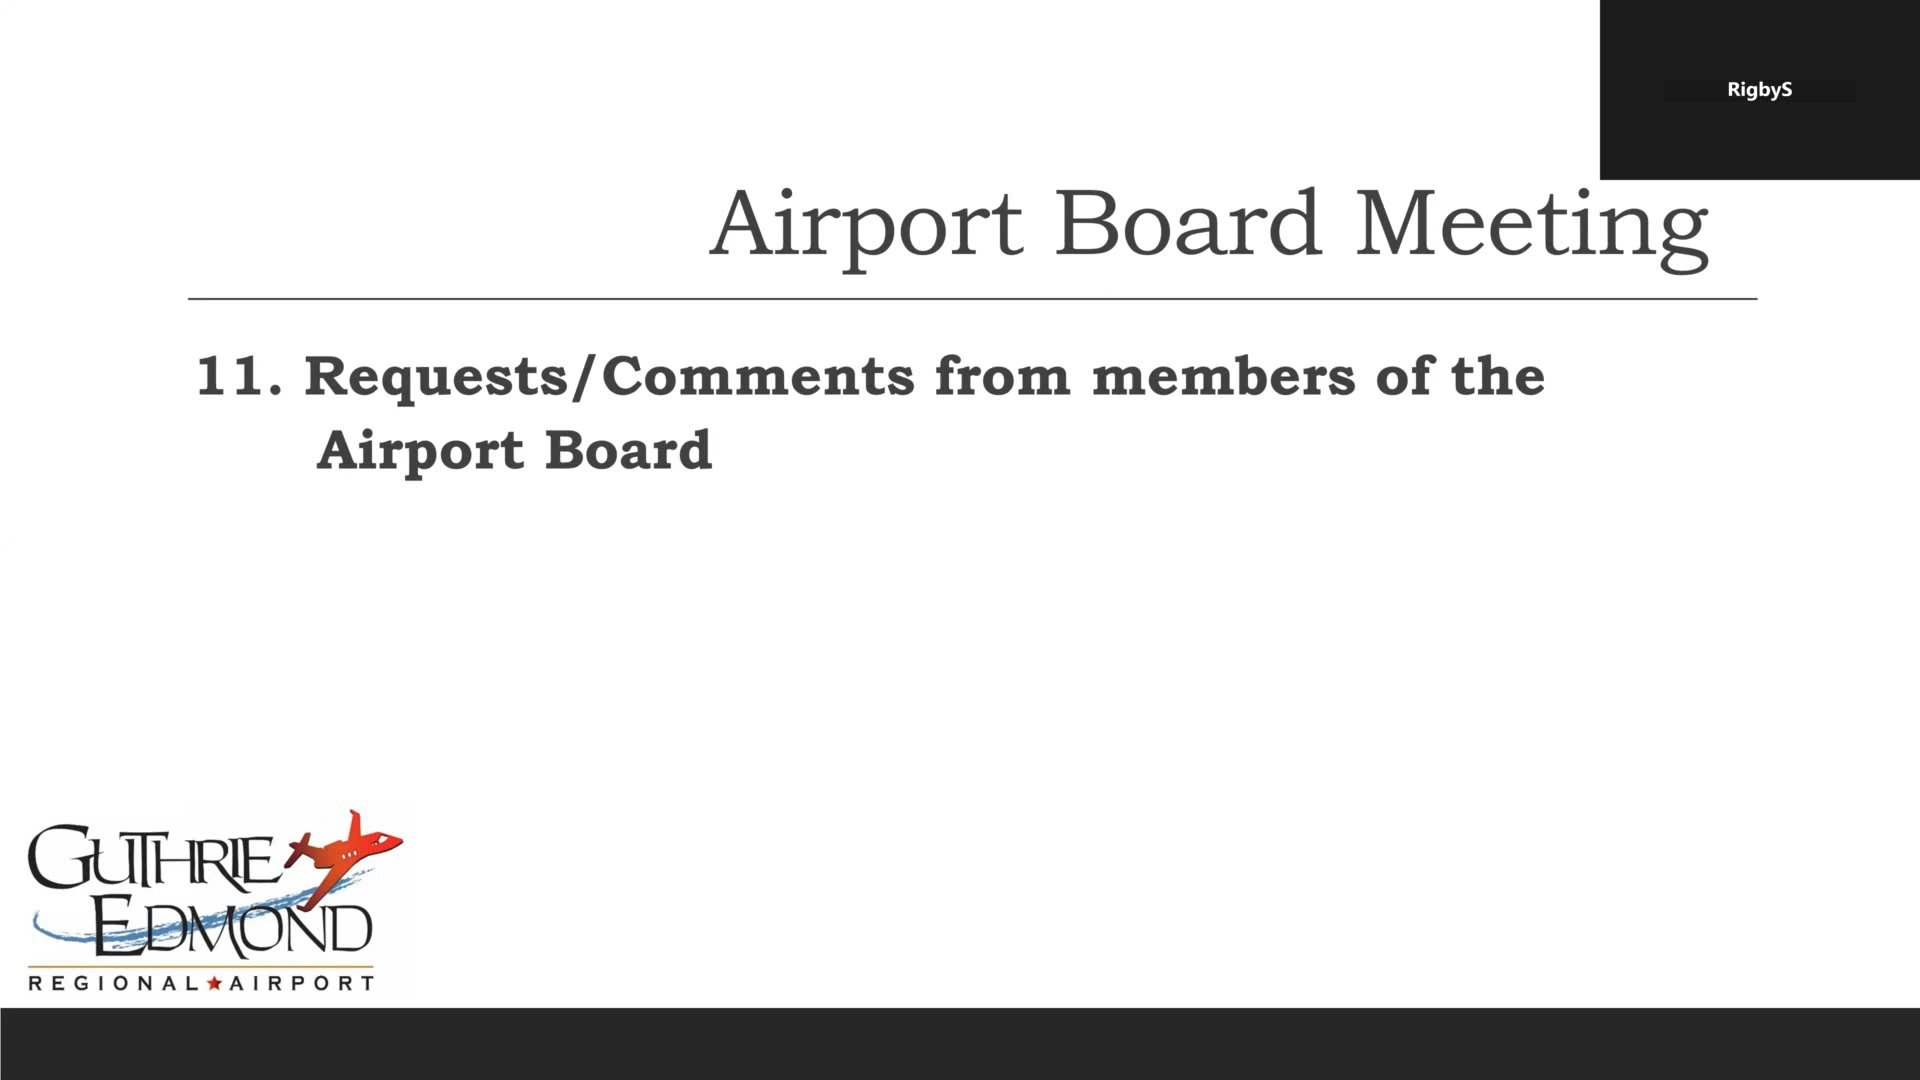 RigbyS
Airport Board Meeting
11. Requests/Comments from members of the
Airport Board
GUTHRIE
EDMOND
REGIONAL★AIRPORT